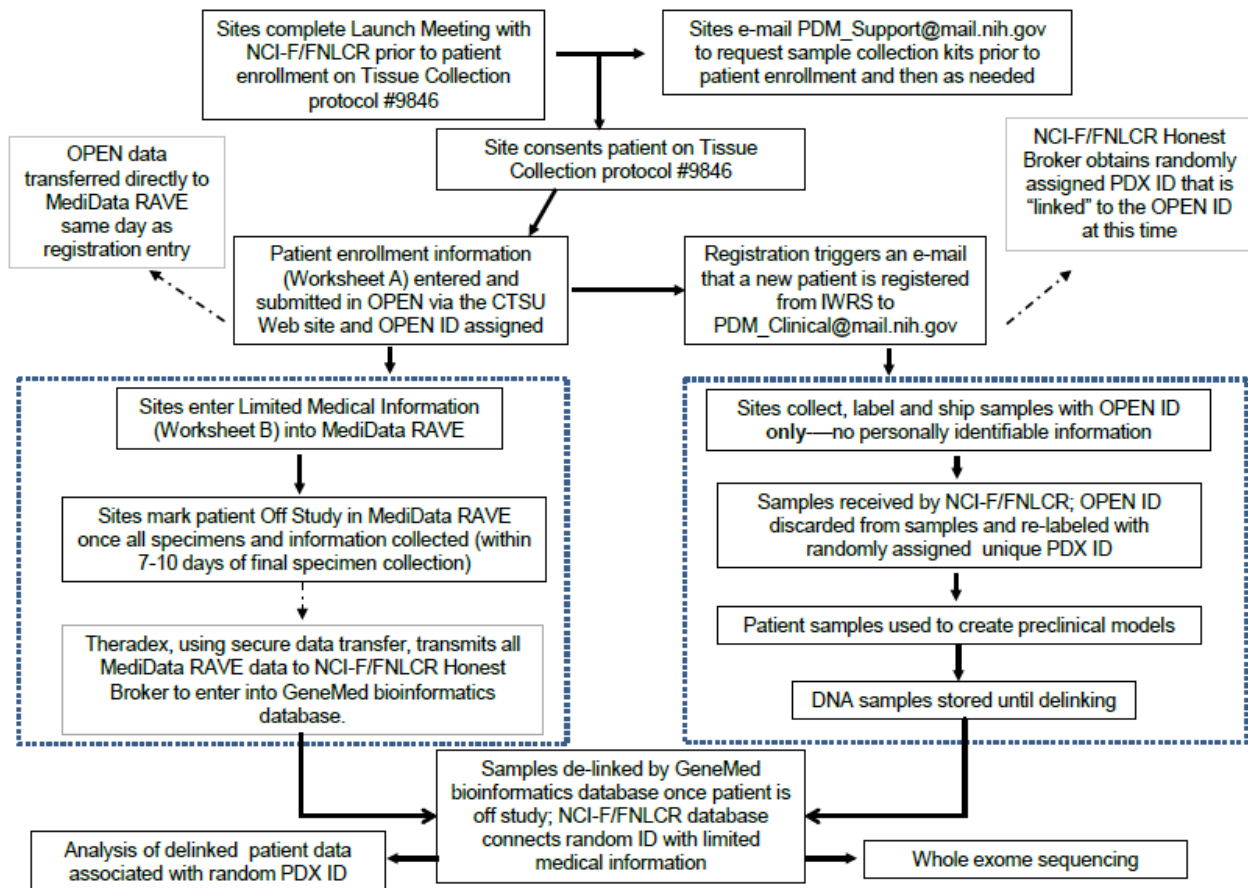 Sites complete Launch Meeting with
NCI-F/FNLCR prior to patient
enrollment on Tissue Collection
protocol #9846
Sites e-mail PDM_Support@mail.nih.gov
to request sample collection kits prior to
patient enrollment and then as needed
Site consents patient on Tissue
Collection protocol #9846
OPEN data
transferred directly to
MediData RAVE
same day as
registration entry
NCI-F/FNLCR Honest
Broker obtains randomly
assigned PDX ID that is
“linked” to the OPEN ID
at this time
Patient enrollment information
(Worksheet A) entered and
submitted in OPEN via the CTSU
Web site and OPEN ID assigned
Registration triggers an e-mail
that a new patient is registered
from IWRS to
PDM_Clinical@mail.nih.gov
Sites enter Limited Medical Information
(Worksheet B) into MediData RAVE
Sites mark patient Off Study in MediData RAVE
once all specimens and information collected (within
7-10 days of final specimen collection)
Theradex, using secure data transfer, transmits all
MediData RAVE data to NCI-F/FNLCR Honest
Broker to enter into GeneMed bioinformatics
database.
Sites collect, label and ship samples with OPEN ID
only-—no personally identifiable information
Samples received by NCI-F/FNLCR; OPEN ID
discarded from samples and re-labeled with
randomly assigned unique PDX ID
Patient samples used to create preclinical models
DNA samples stored until delinking
Samples de-linked by GeneMed
bioinformatics database once patient is
off study; NCI-F/FNLCR database
connects random ID with limited
medical information
Analysis of delinked patient data
associated with random PDX ID
Whole exome sequencing